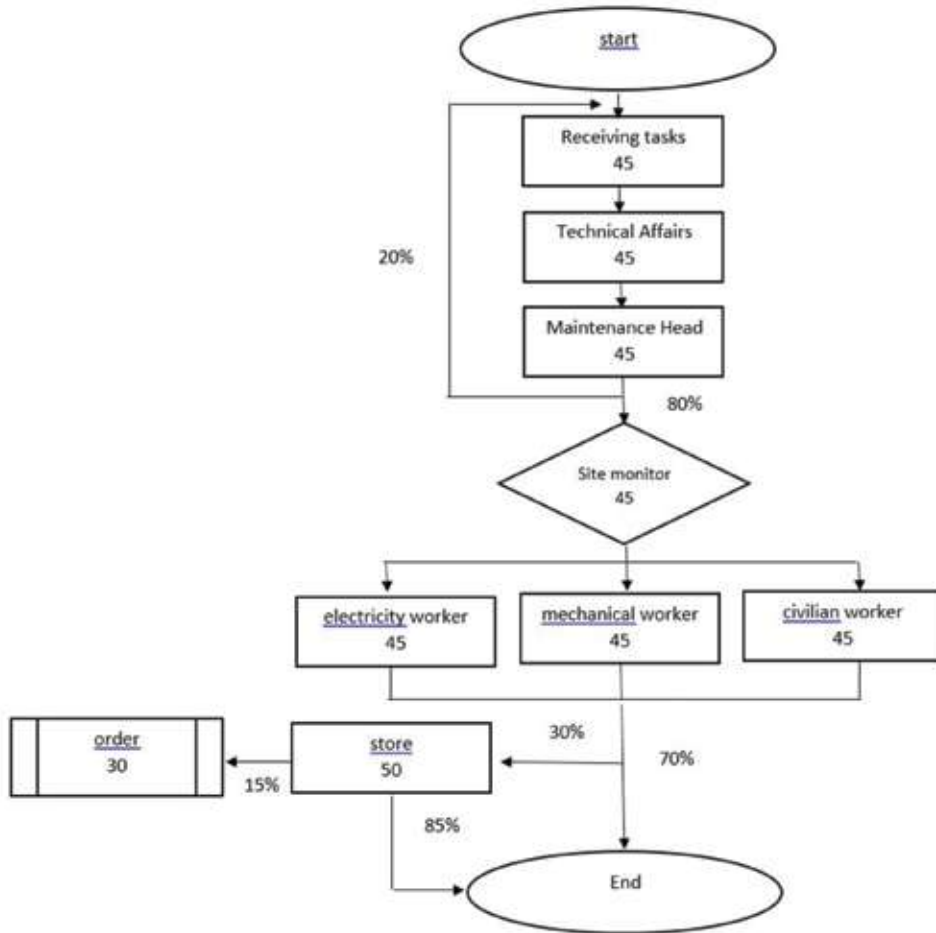 start
Receiving tasks
45
Technical Affairs
45
20%
Maintenance Head
45
80%
Site monitor
45
electricity worker
45
mechanical worker
45
civilian worker
45
order
30
store
50
30%
70%
15%
85%
End